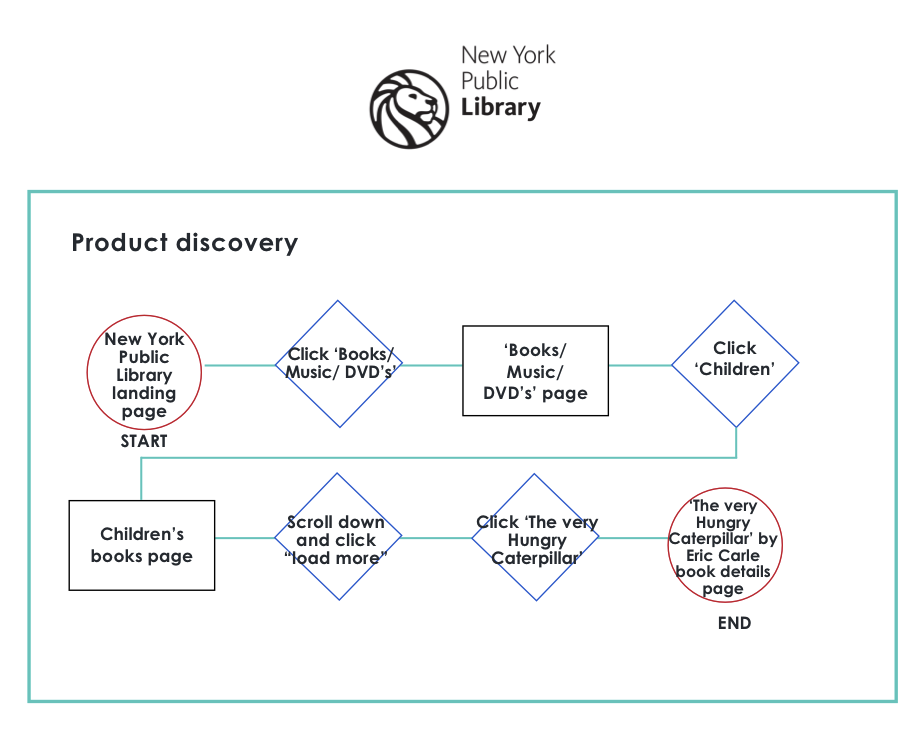 New York
Public
Library
Product discovery
New York
Public
Library
landing
page
START
Click ‘Books/
Music/ DVD’s’
‘Books/
Music/
DVD’s’ page
Click
‘Children’
Children’s
books page
Scroll down
and click
“load more”
Click ‘The very
Hungry
Caterpillar’
‘The very
Hungry
Caterpillar’ by
Eric Carle
book details
page
END